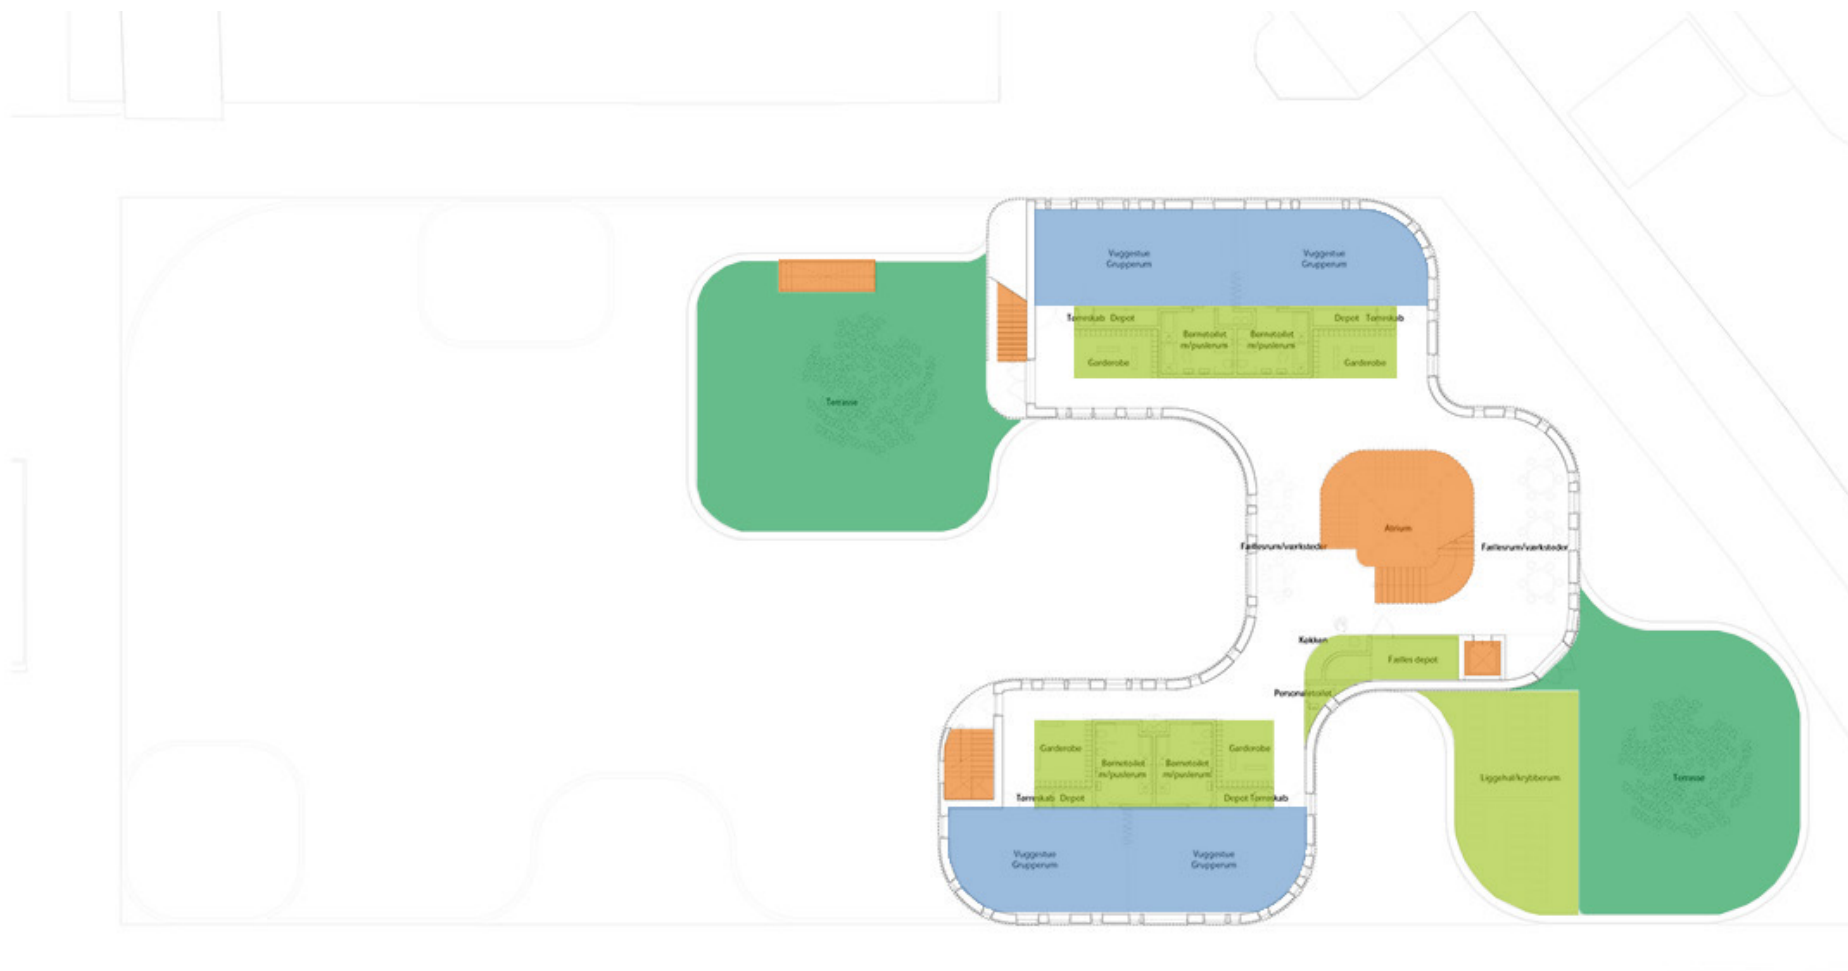 Vuggestue
Grupperum
Vuggestue
Grupperum
Tørreskab Depot
Depot Tørreskab
Børnetoilet
m/puslerum
Børnetoilet
m/puslerum
Garderobe
Garderobe
Terrasse
Atrium
Fællesrum/værksteder
Fællesrum/værksteder
Køkken
Fælles depot
Personaletoilet
Garderobe
Garderobe
Børnetoilet
m/puslerum
Børnetoilet
m/puslerum
Liggehal/krybberum
Terrasse
Tørreskab Depot
Depot Tørreskab
Vuggestue
Grupperum
Vuggestue
Grupperum